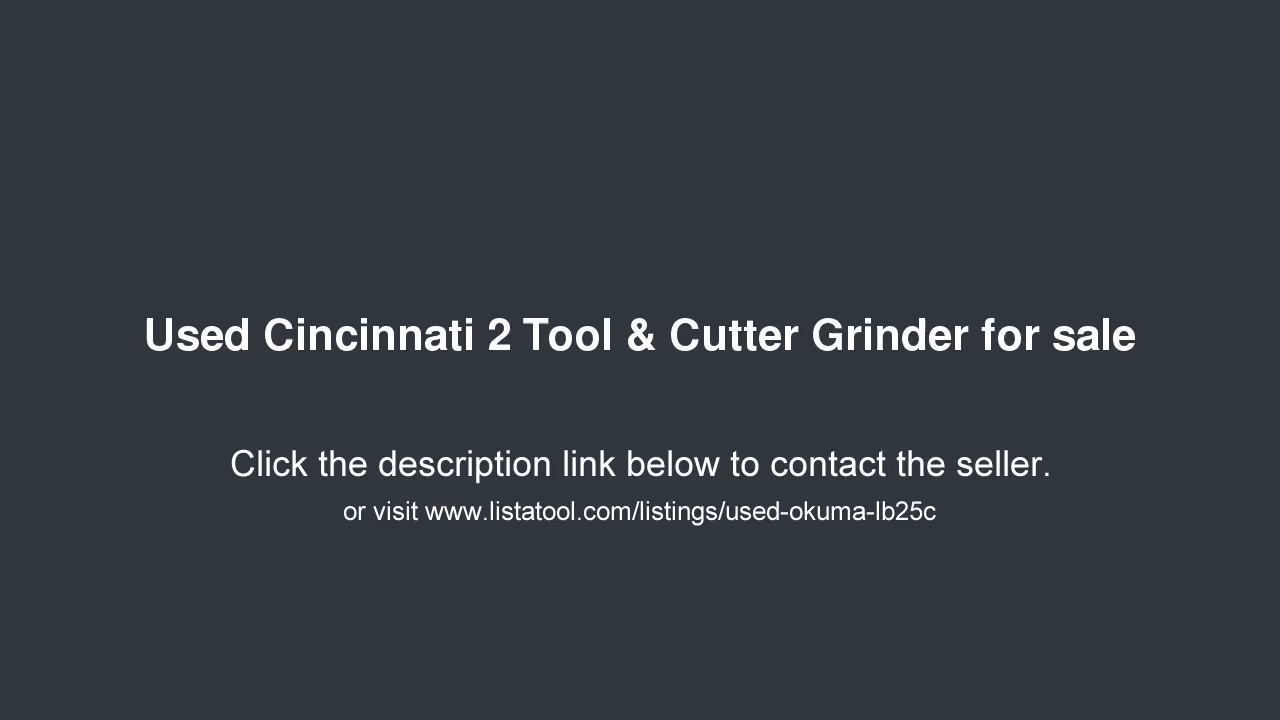 Used Cincinnati 2 Tool & Cutter Grinder for sale
Click the description link below to contact the seller.
or visit www.listatool.com/listings/used-okuma-lb25c